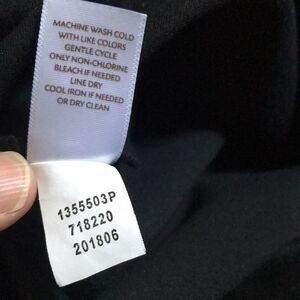 MACHINE WASH COLD
WITH LIKE COLORS
GENTLE CYCLE
ONLY NON-CHLORINE
BLEACH IF NEEDED
LINE DRY
COOL IRON IF NEEDED
OR DRY CLEAN
1355503P
718220
201806